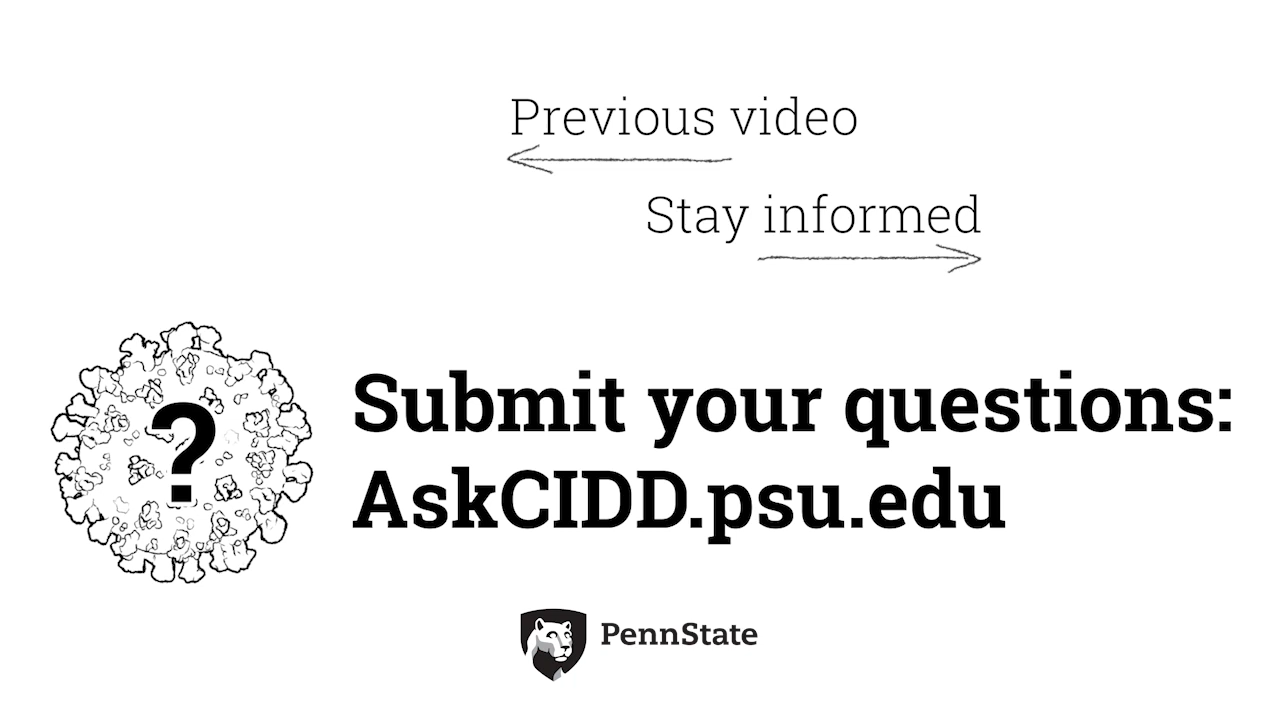 Previous video
Stay informed
?
Submit your questions:
AskCIDD.psu.edu
PennState